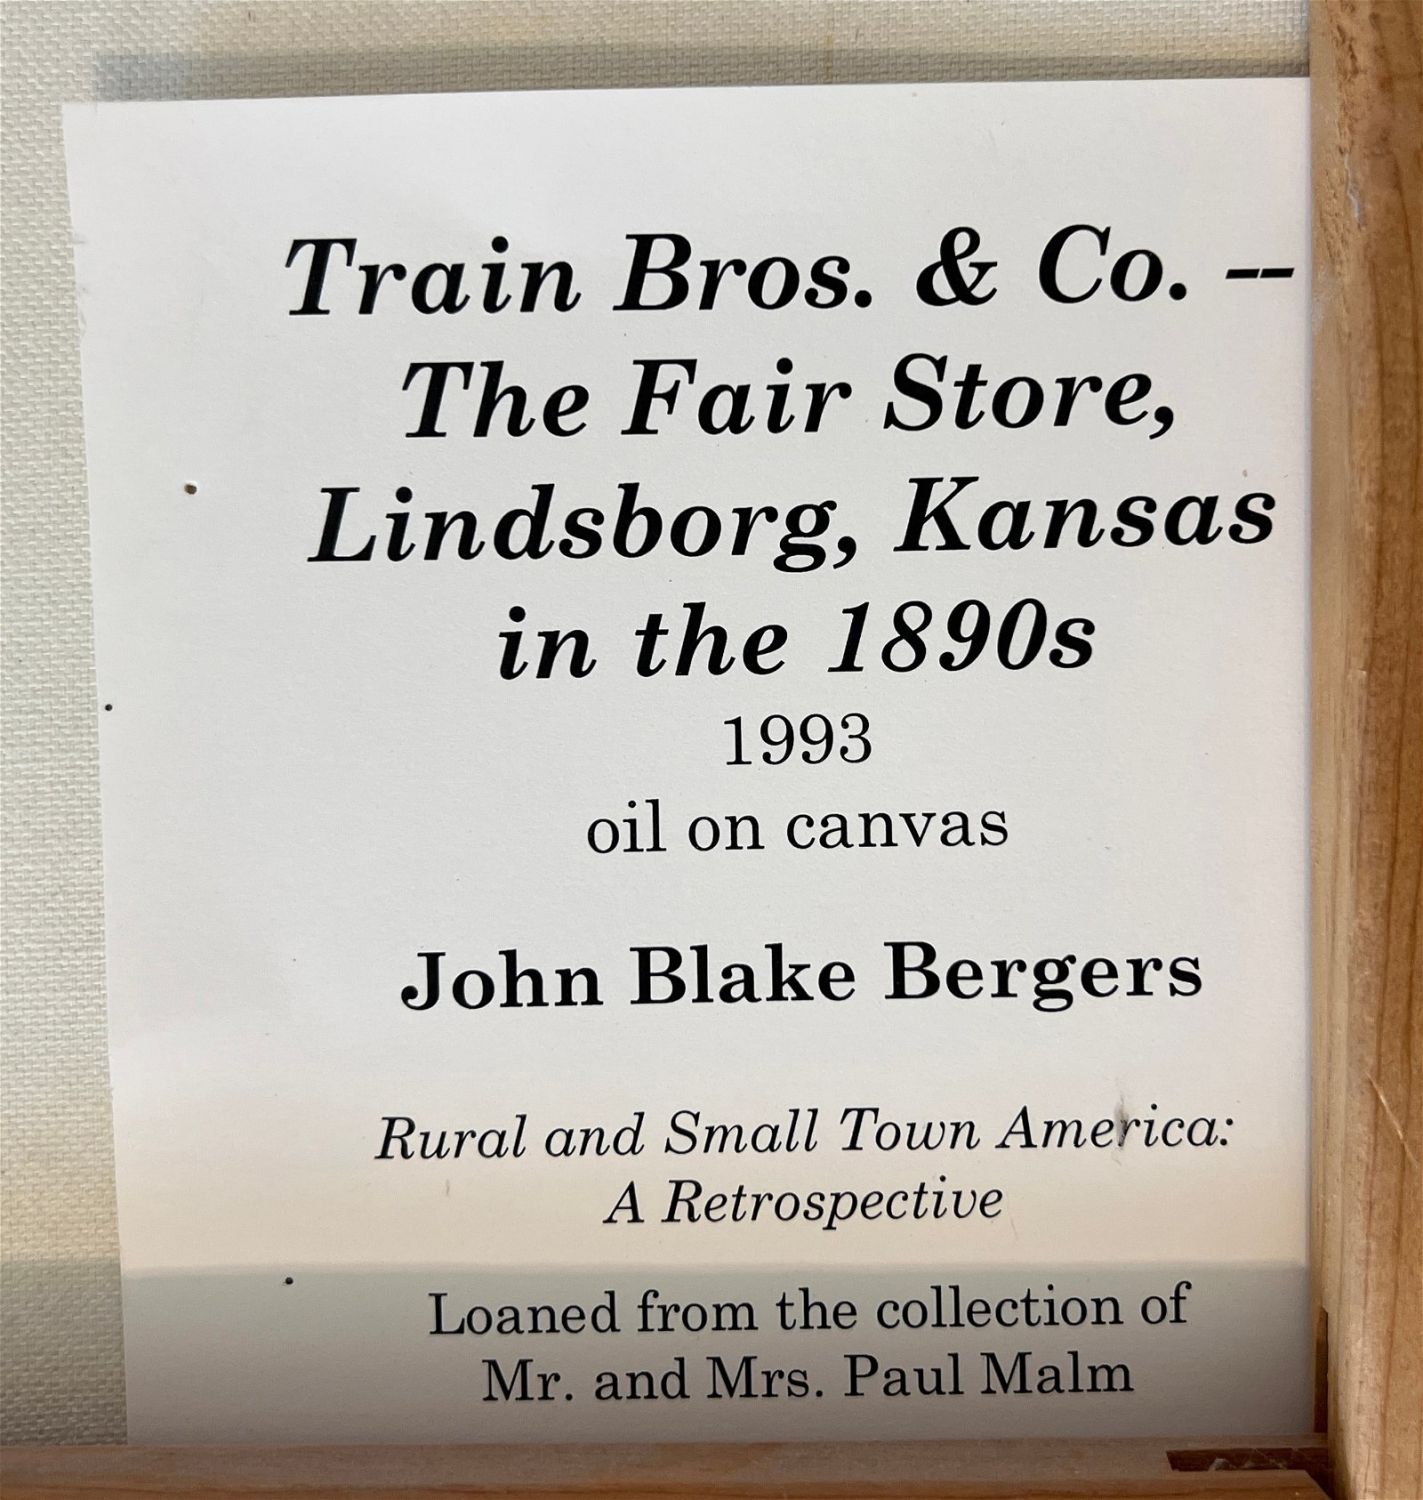 Train Bros. & Co. --
The Fair Store,
Lindsborg, Kansas
in the 1890s
1993
oil on canvas
John Blake Bergers
Rural and Small Town America:
A Retrospective
Loaned from the collection of
Mr. and Mrs. Paul Malm